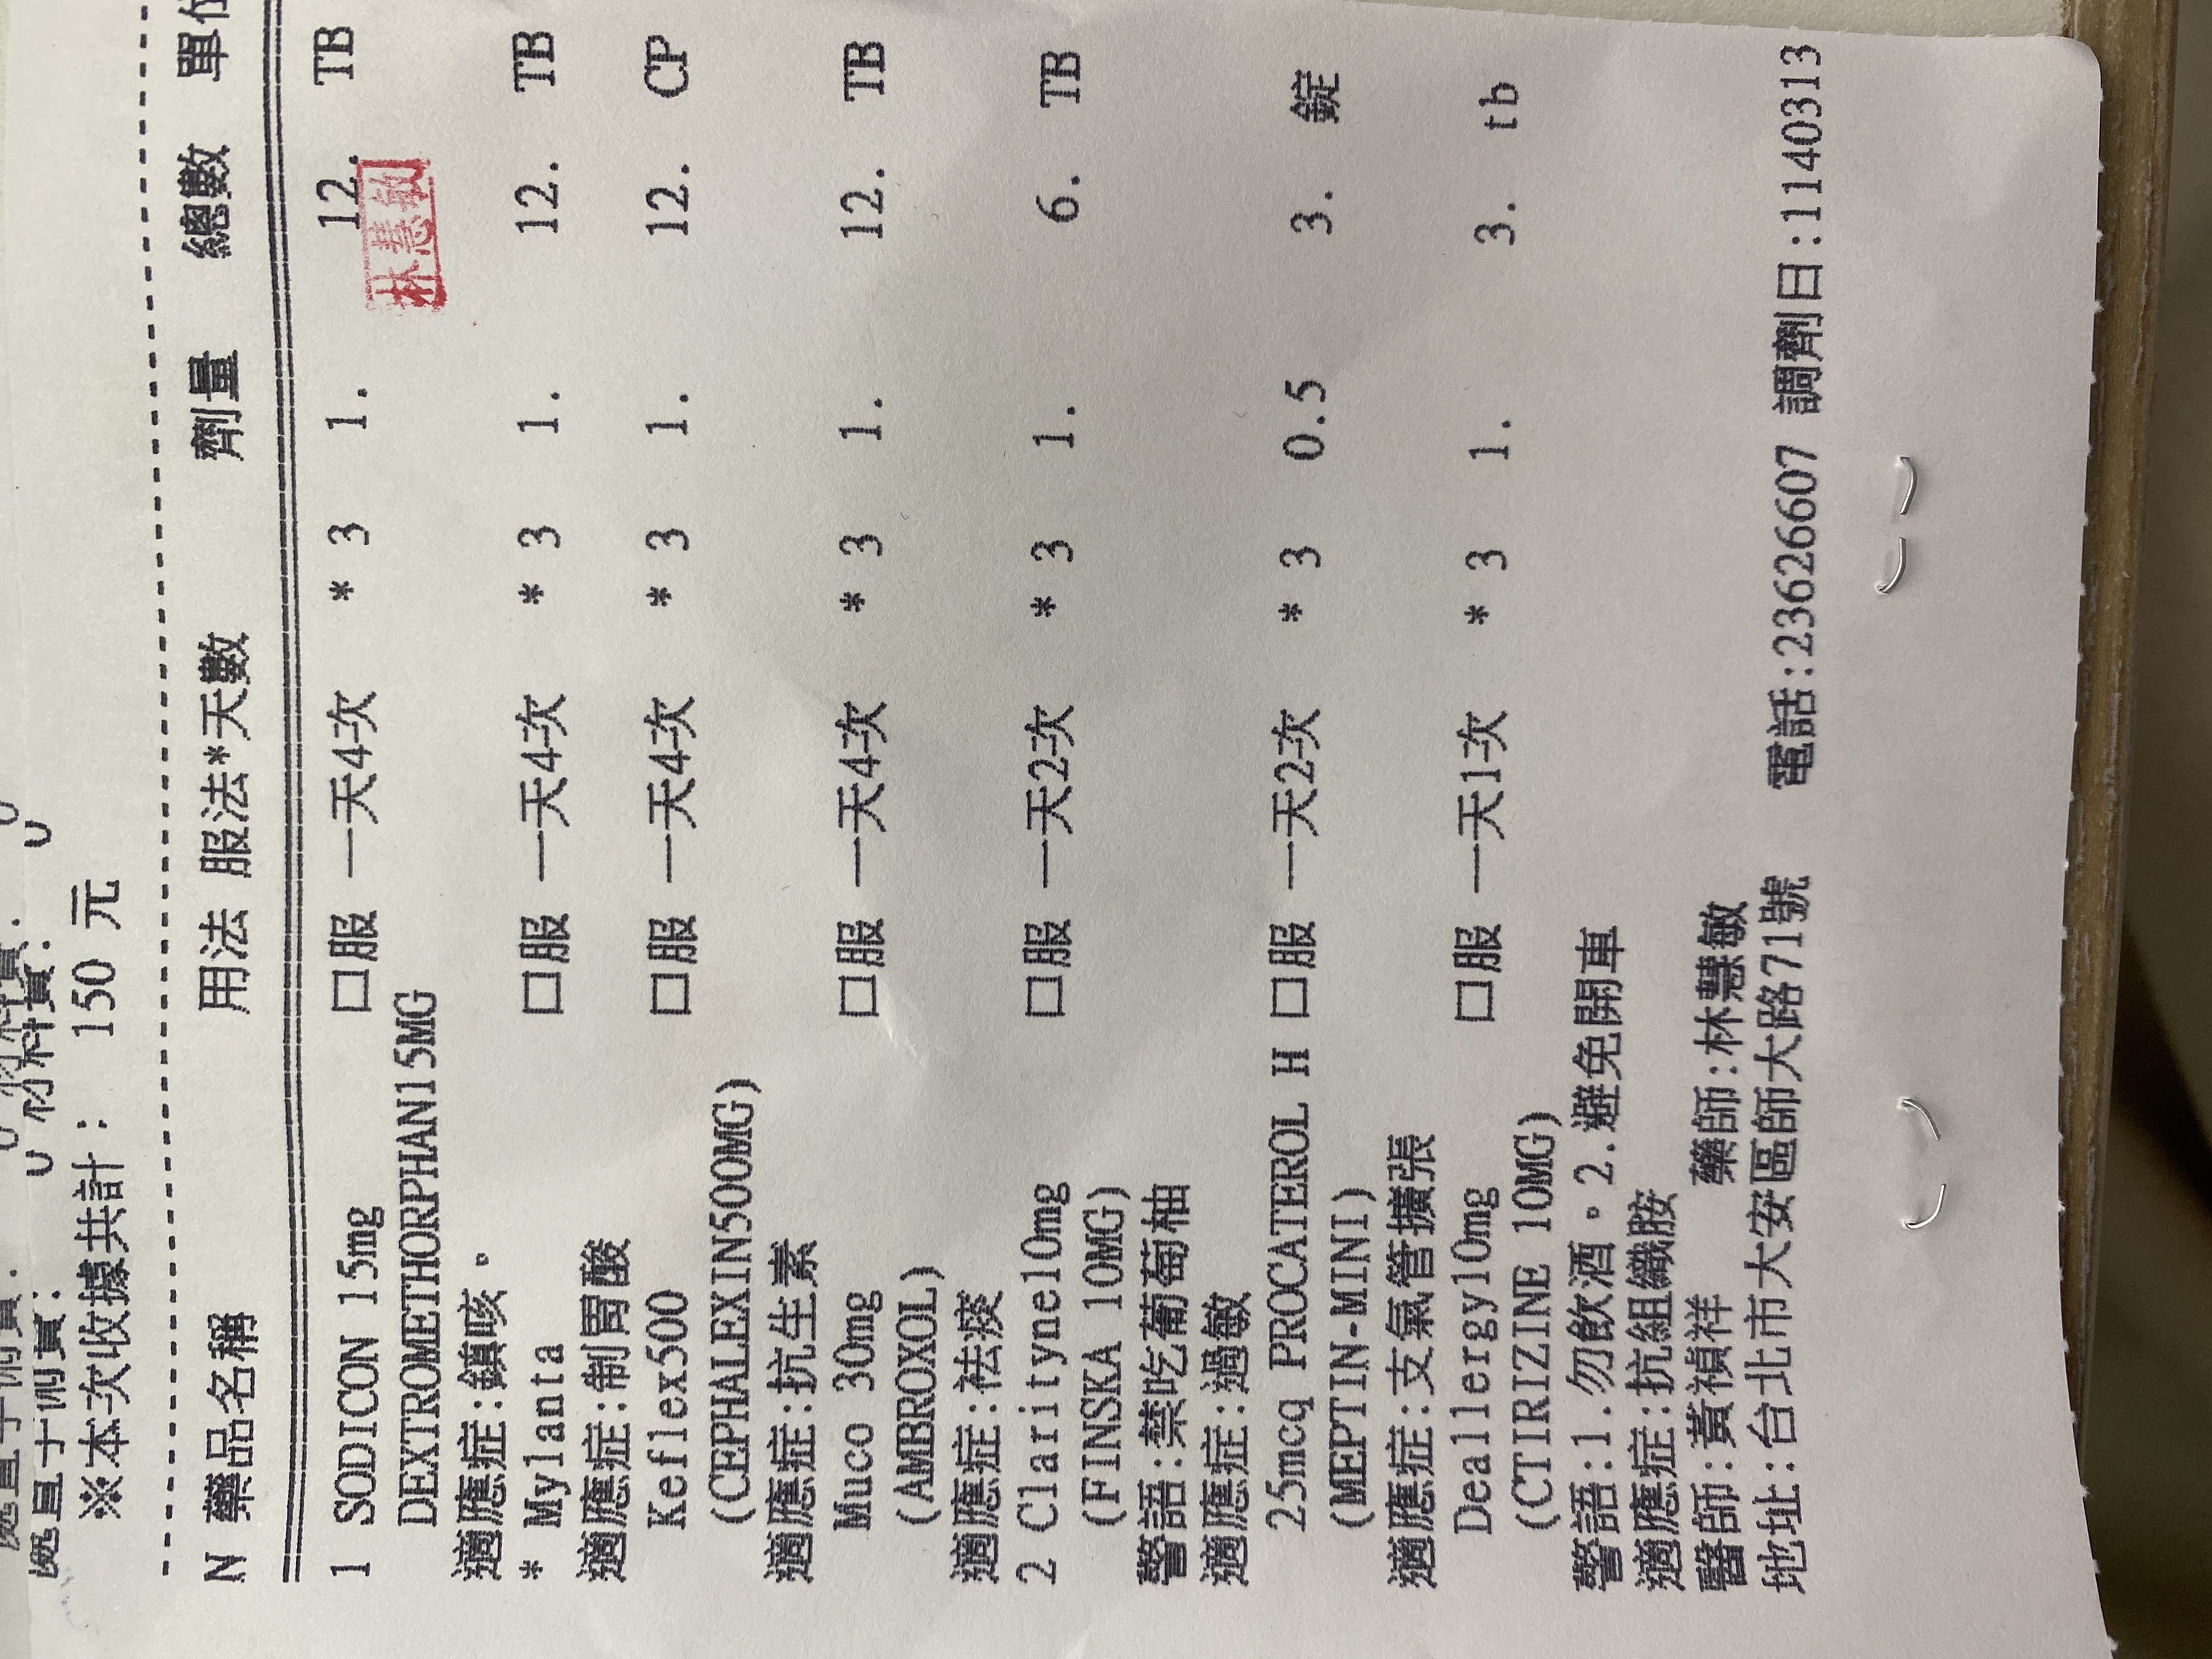 處置手術費: 0 材料費: 0
處置手術費: 0 材料費: 0
※本次收據共計: 150 元
N 藥品名稱 用法 服法*天數 劑量 總數 單位
1 SODICON 15mg 口服 一天4次 * 3 1. 12. TB
林慧敏
DEXTROMETHORPHAN15MG
適應症:鎮咳。
* Mylanta 口服 一天4次 * 3 1. 12. TB
適應症:制胃酸
Keflex500 口服 一天4次 * 3 1. 12. CP
(CEPHALEXIN500MG)
適應症:抗生素
Muco 30mg 口服 一天4次 * 3 1. 12. TB
(AMBROXOL)
適應症:祛痰
2 Clarityne10mg 口服 一天2次 * 3 1. 6. TB
(FINSKA 10MG)
警語:禁吃葡萄柚
適應症:過敏
25mcq PROCATEROL H 口服 一天2次 * 3 0.5 3. 錠
(MEPTIN-MINI)
適應症:支氣管擴張
Deallergy10mg 口服 一天1次 * 3 1. 3. tb
(CTIRIZINE 10MG)
警語:1.勿飲酒。2.避免開車
適應症:抗組織胺
醫師:黃禎祥 藥師:林慧敏
地址:台北市大安區師大路71號 電話:23626607 調劑日:1140313